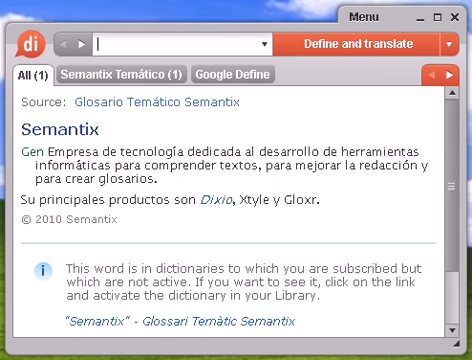 Menu
di
Define and translate
All (1) Semantix Temático (1) Google Define
Source: Glosario Temático Semantix
Semantix
Gen Empresa de tecnología dedicada al desarrollo de herramientas
informáticas para comprender textos, para mejorar la redacción y
para crear glosarios.
Su principales productos son Dixio, Xtyle y Gloxr.
© 2010 Semantix
i
This word is in dictionaries to which you are subscribed but
which are not active. If you want to see it, click on the link
and activate the dictionary in your Library.
"Semantix" - Glossari Temàtic Semantix